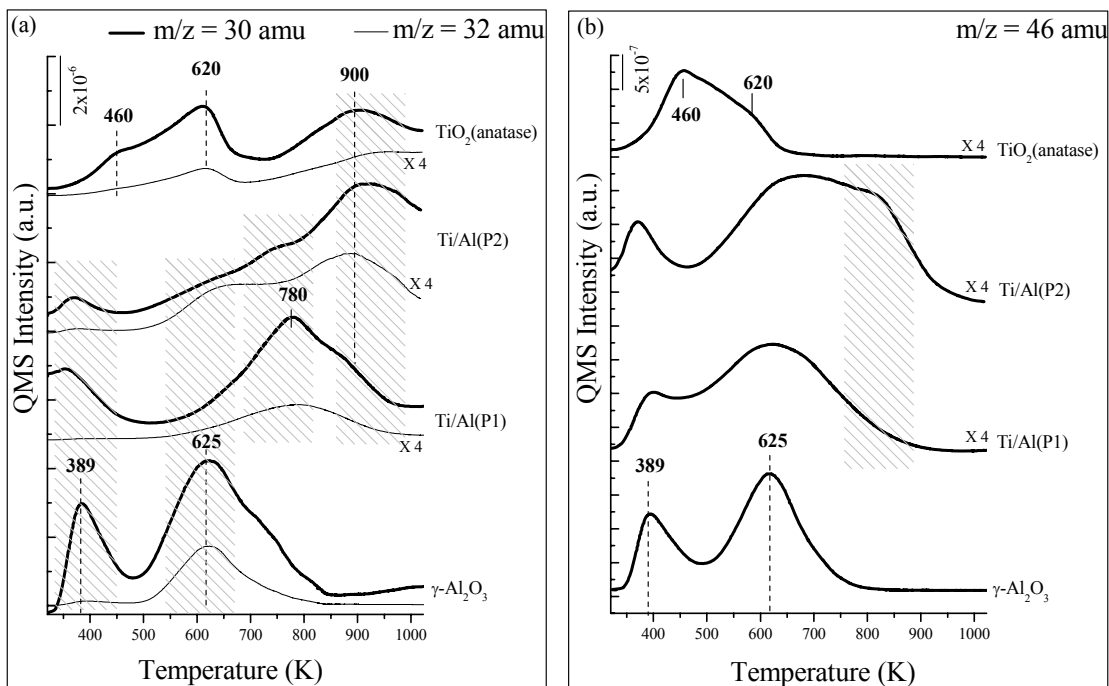 (a)
m/z = 30 amu
m/z = 32 amu
2x10⁻⁶
460
620
900
TiO₂(anatase)
X 4
Ti/Al(P2)
X 4
780
Ti/Al(P1)
X 4
389
625
γ-Al₂O₃
QMS Intensity (a.u.)
400 500 600 700 800 900 1000
Temperature (K)
(b)
m/z = 46 amu
5x10⁻⁷
460
620
X 4 TiO₂(anatase)
X 4 Ti/Al(P2)
X 4 Ti/Al(P1)
389
625
γ-Al₂O₃
QMS Intensity (a.u.)
400 500 600 700 800 900 1000
Temperature (K)